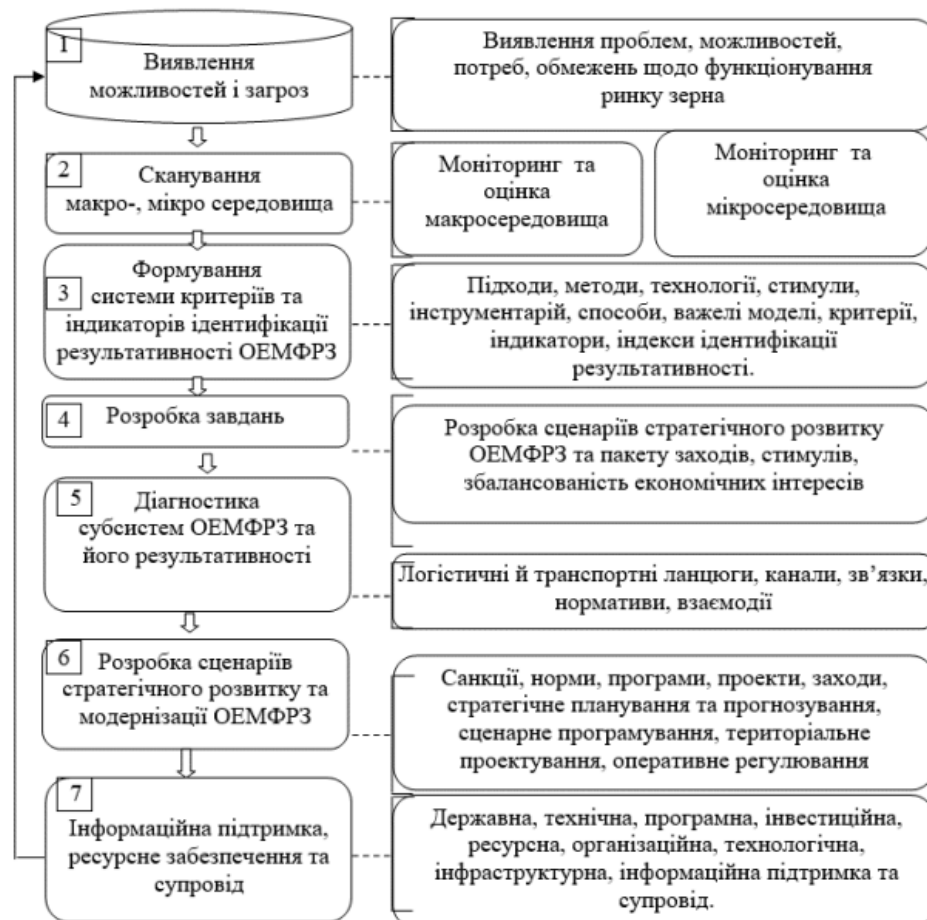 1
Виявлення
можливостей і загроз
Виявлення проблем, можливостей,
потреб, обмежень щодо функціонування
ринку зерна
2
Сканування
макро-, мікро середовища
Моніторинг та
оцінка
макросередовища
Моніторинг та
оцінка
мікросередовища
3
Формування
системи критеріїв та
індикаторів ідентифікації
результативності ОЕМФРЗ
Підходи, методи, технології, стимули,
інструментарій, способи, важелі моделі, критерії,
індикатори, індекси ідентифікації
результативності.
4
Розробка завдань
Розробка сценаріїв стратегічного розвитку
ОЕМФРЗ та пакету заходів, стимулів,
збалансованість економічних інтересів
5
Діагностика
субсистем ОЕМФРЗ та
його результативності
Логістичні й транспортні ланцюги, канали, зв’язки,
нормативи, взаємодії
6
Розробка сценаріїв
стратегічного розвитку та
модернізації ОЕМФРЗ
Санкції, норми, програми, проекти, заходи,
стратегічне планування та прогнозування,
сценарне програмування, територіальне
проектування, оперативне регулювання
7
Інформаційна підтримка,
ресурсне забезпечення та
супровід
Державна, технічна, програмна, інвестиційна,
ресурсна, організаційна, технологічна,
інфраструктурна, інформаційна підтримка та
супровід.